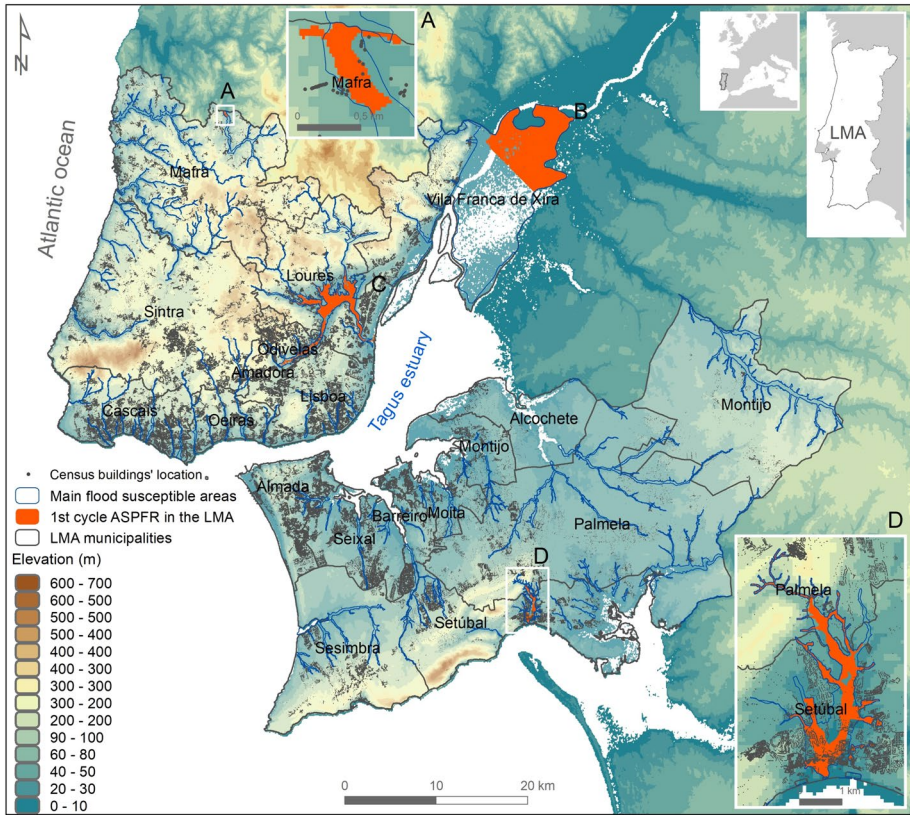 N
A
Mafra
0
0,5 km
A
B
LMA
Atlantic ocean
Mafra
Vila Franca de Xira
Loures
C
Sintra
Odivelas
Amadora
Lisboa
Cascais
Oeiras
Tagus estuary
Montijo
Alcochete
Montijo
Almada
Barreiro
Moita
Seixal
Palmela
D
Setúbal
Sesimbra
Census buildings' location
Main flood susceptible areas
1st cycle ASPFR in the LMA
LMA municipalities
Elevation (m)
600 - 700
600 - 500
500 - 500
500 - 400
400 - 300
300 - 300
300 - 200
200 - 200
90 - 100
60 - 80
40 - 50
20 - 30
0 - 10
0
10
20 km
D
Palmela
Setúbal
1 km